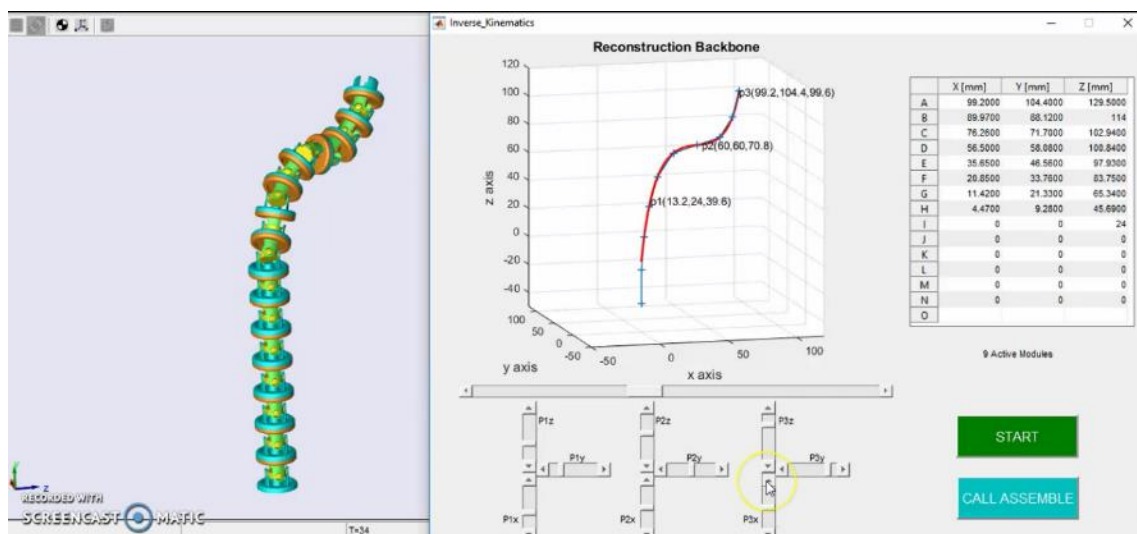 Inverse_Kinematics
Reconstruction Backbone
120
100
80
60
40
20
0
-20
-40
z axis
p3(99.2,104.4,99.6)
p2(60,60,70.8)
p1(13.2,24,39.6)
100
50
0
-50
y axis
-50
0
50
100
x axis
X [mm] Y [mm] Z [mm]
A 99.2000 104.4000 129.5000
B 89.9700 88.1200 114
C 76.2600 71.7000 102.9400
D 56.5000 58.0800 100.8400
E 35.6500 46.5600 97.9300
F 20.8500 33.7600 83.7500
G 11.4200 21.3300 65.3400
H 4.4700 9.2800 45.6900
I 0 0 24
J 0 0 0
K 0 0 0
L 0 0 0
M 0 0 0
N 0 0 0
O
9 Active Modules
P1z P2z P3z
P1y P2y P3y
P1x P2x P3x
START
CALL ASSEMBLE
z
RECORDED WITH
SCREENCAST MATIC
T=34